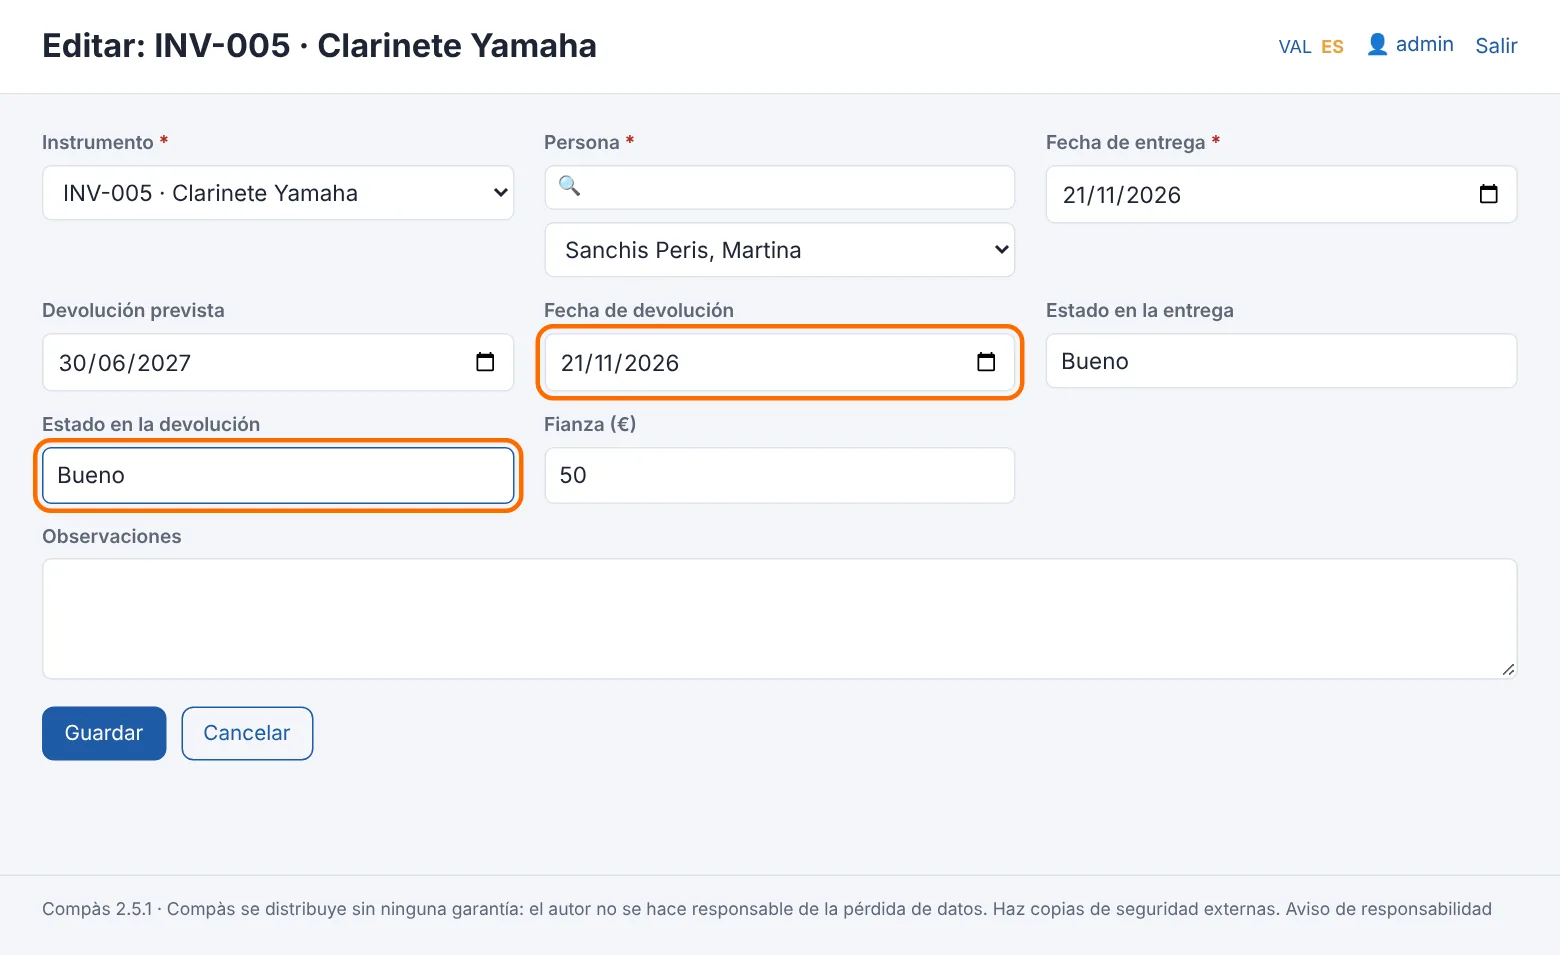 Editar: INV-005 · Clarinete Yamaha
VAL ES admin Salir
Instrumento * Persona * Fecha de entrega *
INV-005 · Clarinete Yamaha
21/11/2026
Sanchis Peris, Martina
Devolución prevista Fecha de devolución Estado en la entrega
30/06/2027 21/11/2026 Bueno
Estado en la devolución Fianza (€)
Bueno 50
Observaciones
Guardar Cancelar
Compàs 2.5.1 · Compàs se distribuye sin ninguna garantía: el autor no se hace responsable de la pérdida de datos. Haz copias de seguridad externas. Aviso de responsabilidad